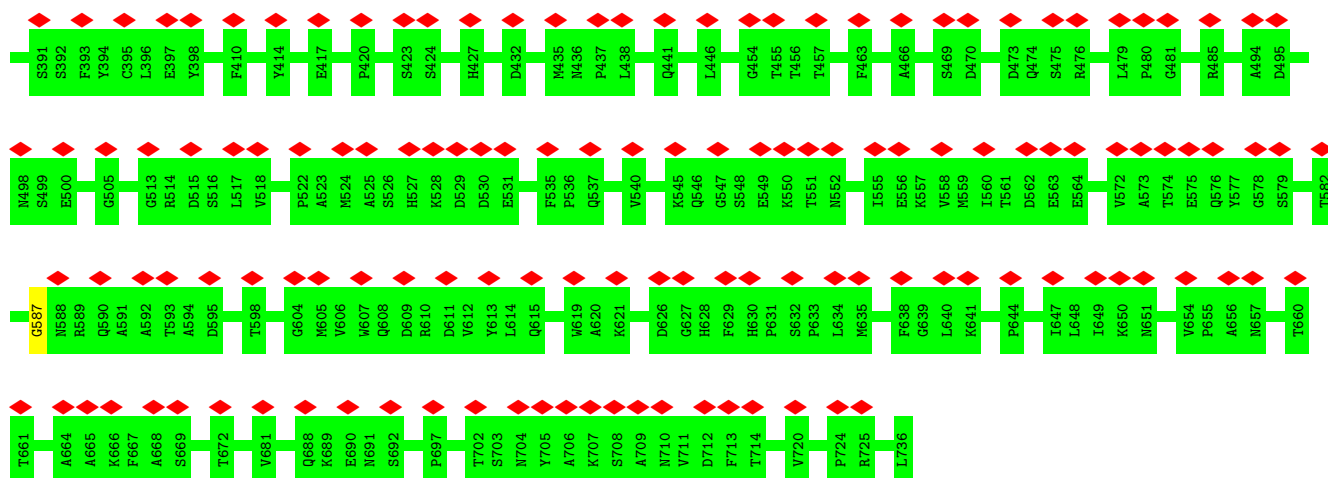 S391 S392 F393 Y394 C395 L396 E397 Y398 F410 Y414 E417 P420 S423 S424 H427 D432 M435 N436 P437 L438 Q441 L446 G454 T455 T456 T457 F463 A466 S469 D470 D473 Q474 S475 R476 L479 P480 G481 R485 A494 D495
N498 S499 E500 G505 G513 R514 D515 S516 L517 V518 P522 A523 M524 A525 S526 H527 K528 D529 D530 E531 F535 P536 Q537 V540 K545 Q546 G547 S548 E549 K550 T551 N552 I555 E556 K557 V558 M559 I560 T561 D562 E563 E564 V572 A573 T574 E575 Q576 Y577 G578 S579 T582
G587 N588 R589 Q590 A591 A592 T593 A594 D595 T598 G604 M605 V606 W607 Q608 D609 R610 D611 V612 Y613 L614 Q615 W619 A620 K621 D626 G627 H628 F629 H630 P631 S632 P633 L634 M635 F638 G639 L640 K641 P644 I647 L648 I649 K650 N651 V654 P655 A656 N657 T660
T661 A664 A665 K666 F667 A668 S669 T672 V681 Q688 K689 E690 N691 S692 P697 T702 S703 N704 Y705 A706 K707 S708 A709 N710 V711 D712 F713 T714 V720 P724 R725 L736